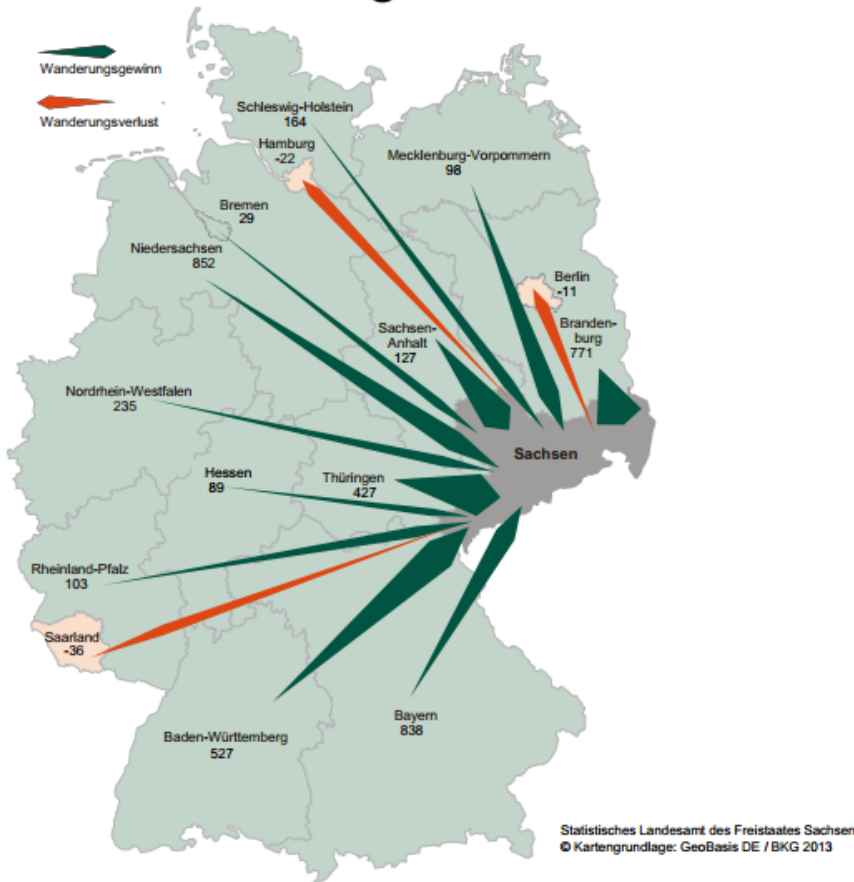 Wanderungsgewinn
Wanderungsverlust
Schleswig-Holstein
164
Hamburg
-22
Mecklenburg-Vorpommern
98
Bremen
29
Niedersachsen
852
Berlin
-11
Branden-
burg
771
Sachsen-
Anhalt
127
Nordrhein-Westfalen
235
Sachsen
Hessen
89
Thüringen
427
Rheinland-Pfalz
103
Saarland
-36
Bayern
838
Baden-Württemberg
527
Statistisches Landesamt des Freistaates Sachsen
© Kartengrundlage: GeoBasis DE / BKG 2013